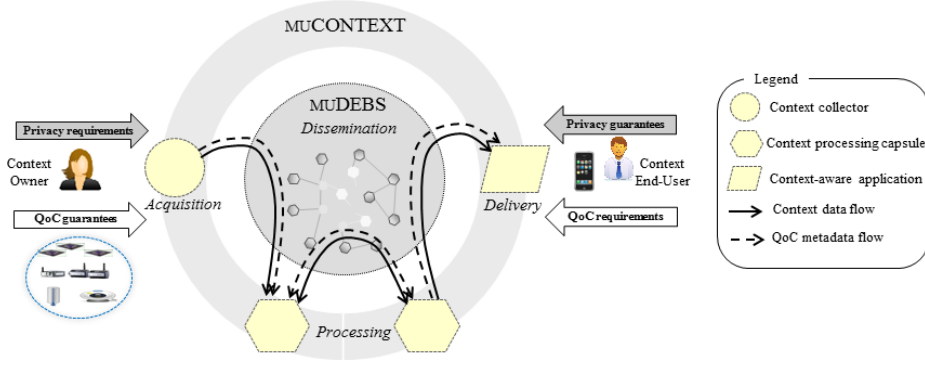 MUCONTEXT
MUDEBS
Dissemination
Privacy requirements
Context
Owner
QoC guarantees
Acquisition
Processing
Delivery
Privacy guarantees
Context
End-User
QoC requirements
Legend
Context collector
Context processing capsule
Context-aware application
Context data flow
QoC metadata flow